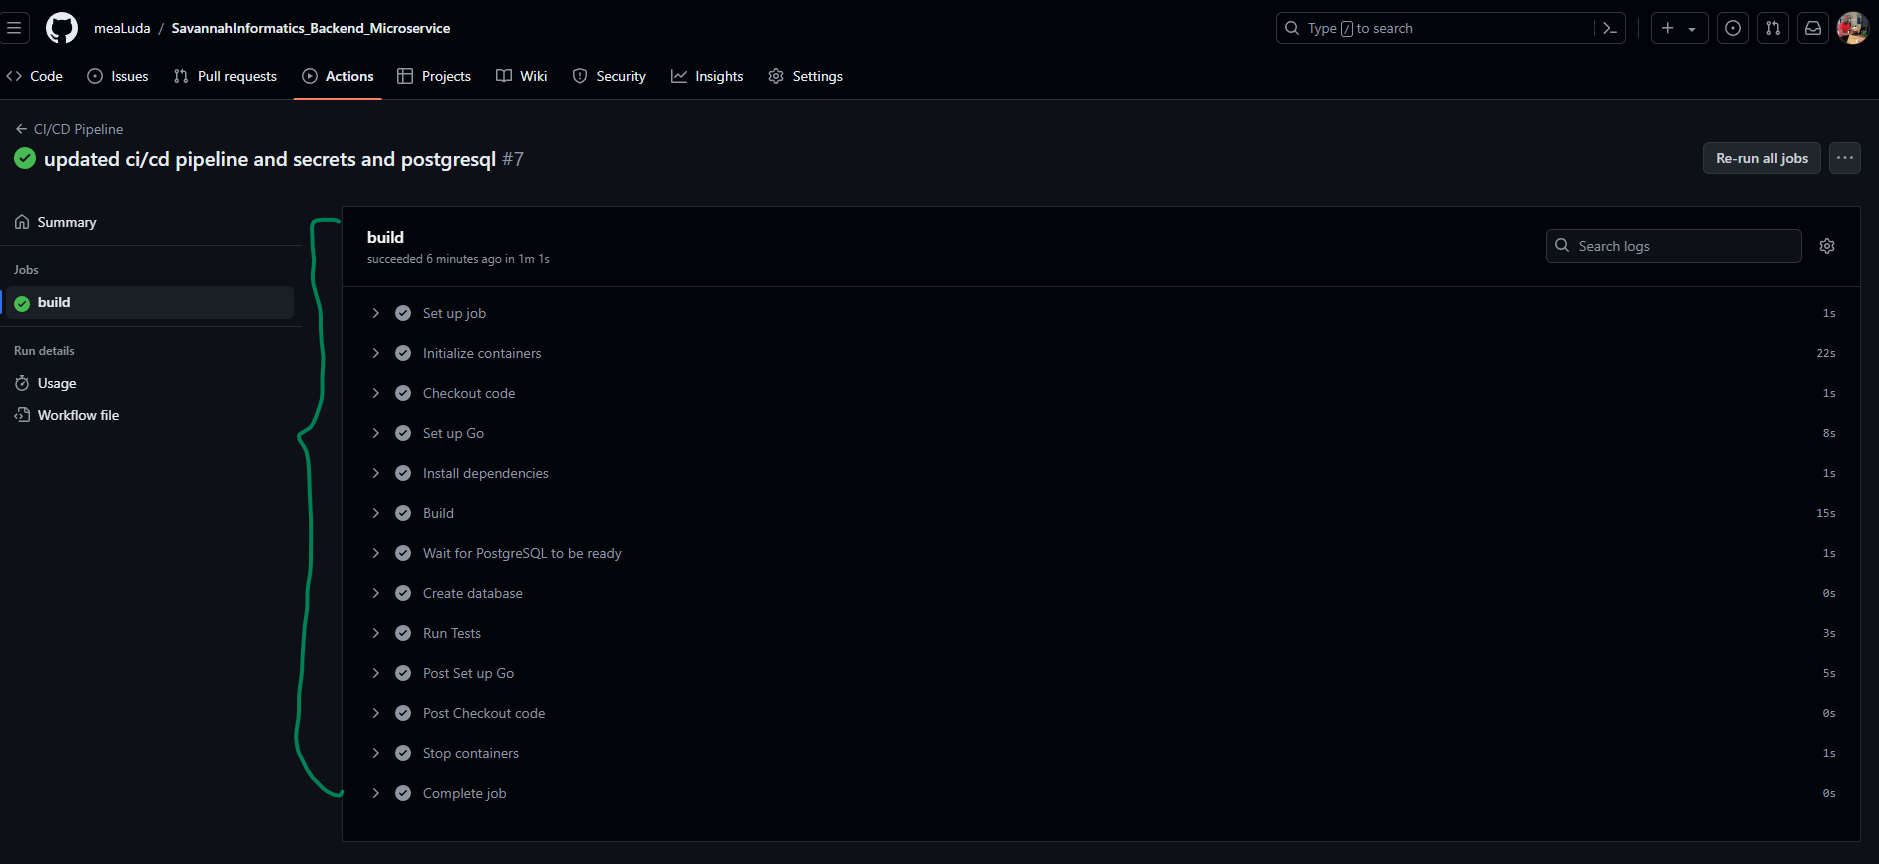 meaLuda / SavannahInformatics_Backend_Microservice
Type / to search
Code Issues Pull requests Actions Projects Wiki Security Insights Settings
CI/CD Pipeline
updated ci/cd pipeline and secrets and postgresql #7
Re-run all jobs
Summary
Jobs
build
Run details
Usage
Workflow file
build
succeeded 6 minutes ago in 1m 1s
Search logs
Set up job 1s
Initialize containers 22s
Checkout code 1s
Set up Go 8s
Install dependencies 1s
Build 15s
Wait for PostgreSQL to be ready 1s
Create database 0s
Run Tests 3s
Post Set up Go 5s
Post Checkout code 0s
Stop containers 1s
Complete job 0s